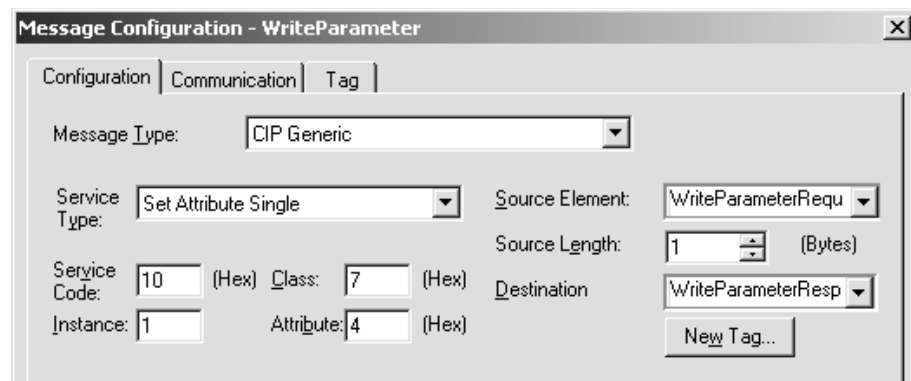 Message Configuration - WriteParameter
Configuration Communication Tag
Message Type: CIP Generic
Service Type: Set Attribute Single
Source Element: WriteParameterRequ
Source Length: 1 (Bytes)
Service Code: 10 (Hex) Class: 7 (Hex)
Destination WriteParameterResp
Instance: 1 Attribute: 4 (Hex)
New Tag...